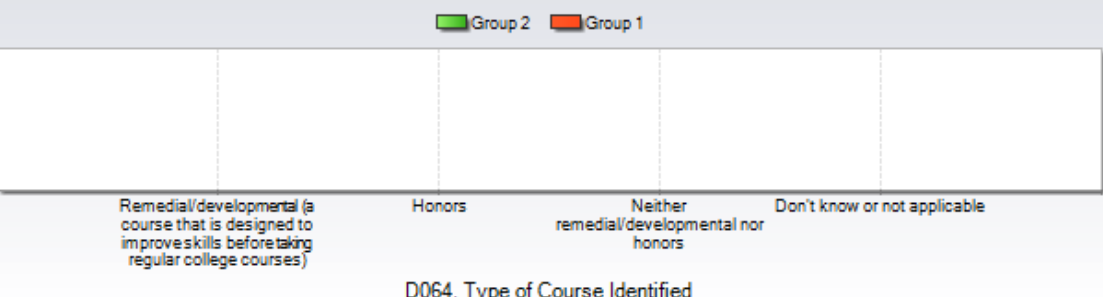 Group 2 Group 1
Remedial/developmental (a
course that is designed to
improve skills before taking
regular college courses)
Honors
Neither
remedial/developmental nor
honors
Don't know or not applicable
D064. Type of Course Identified